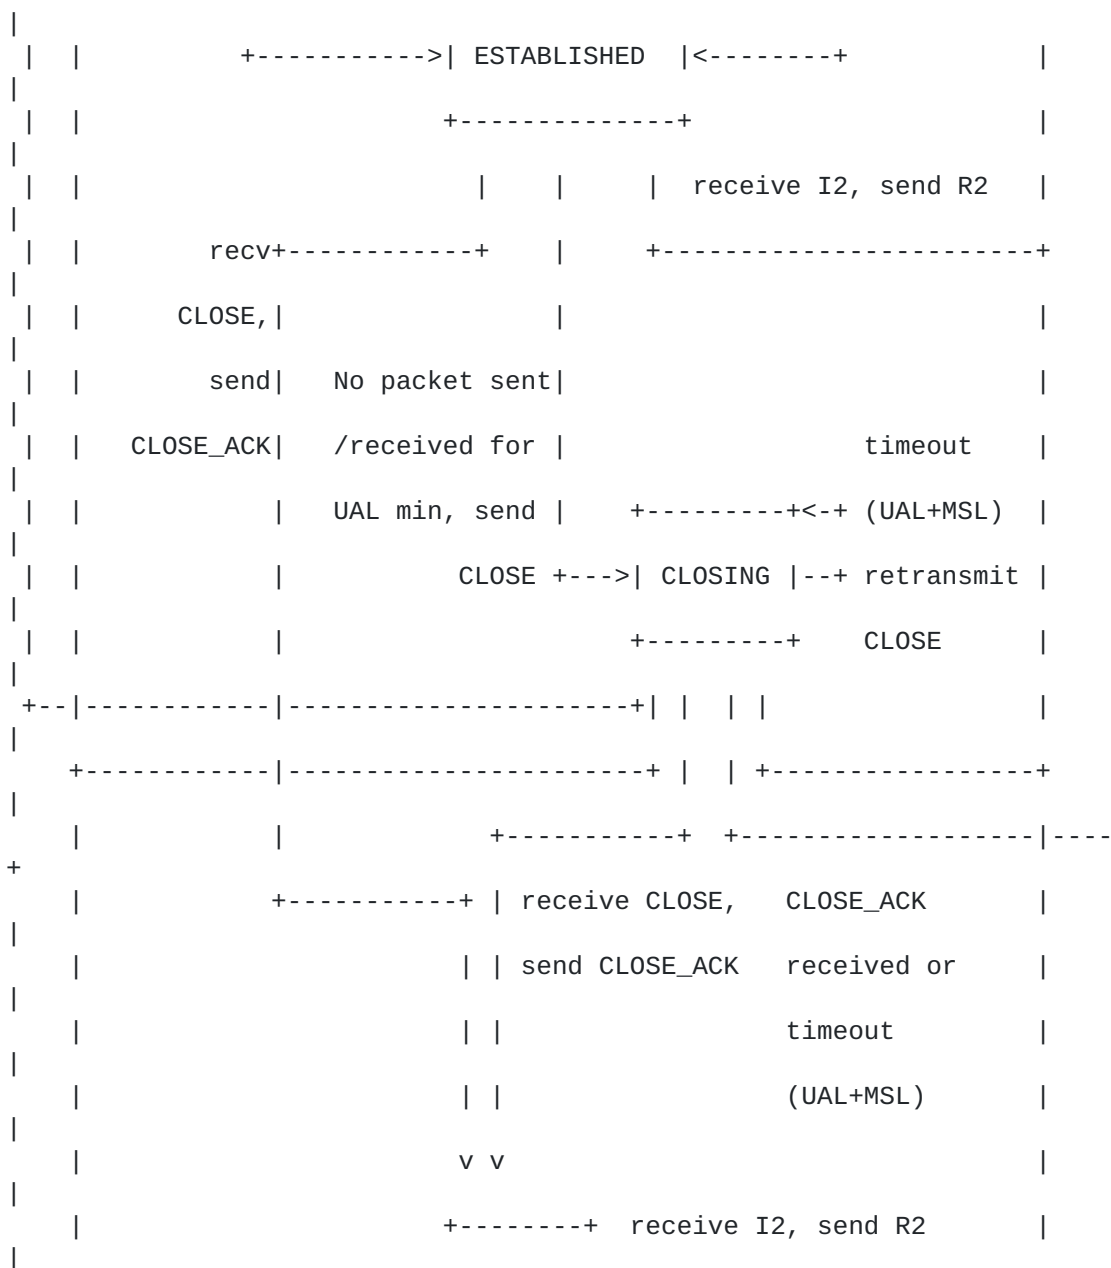 |
 |  |          +----------->| ESTABLISHED  |<--------+            |
|
 |  |                       +--------------+                      |
|
 |  |                         |    |     |  receive I2, send R2   |
|
 |  |        recv+------------+    |     +------------------------+
|
 |  |      CLOSE,|                 |                              |
|
 |  |        send|   No packet sent|                              |
|
 |  |   CLOSE_ACK|   /received for |                   timeout    |
|
 |  |            |   UAL min, send |    +---------+<-+ (UAL+MSL)  |
|
 |  |            |           CLOSE +--->| CLOSING |--+ retransmit |
|
 |  |            |                      +---------+    CLOSE      |
|
 +--|------------|----------------------+| |  | |                 |
|
    +------------|-----------------------+ |  | +-----------------+
|
    |            |             +-----------+  +-------------------|----
+
    |            +-----------+ | receive CLOSE,   CLOSE_ACK       |
|
    |                        | | send CLOSE_ACK   received or     |
|
    |                        | |                  timeout         |
|
    |                        | |                  (UAL+MSL)       |
|
    |                        v v                                  |
|
    |                       +--------+  receive I2, send R2       |
|